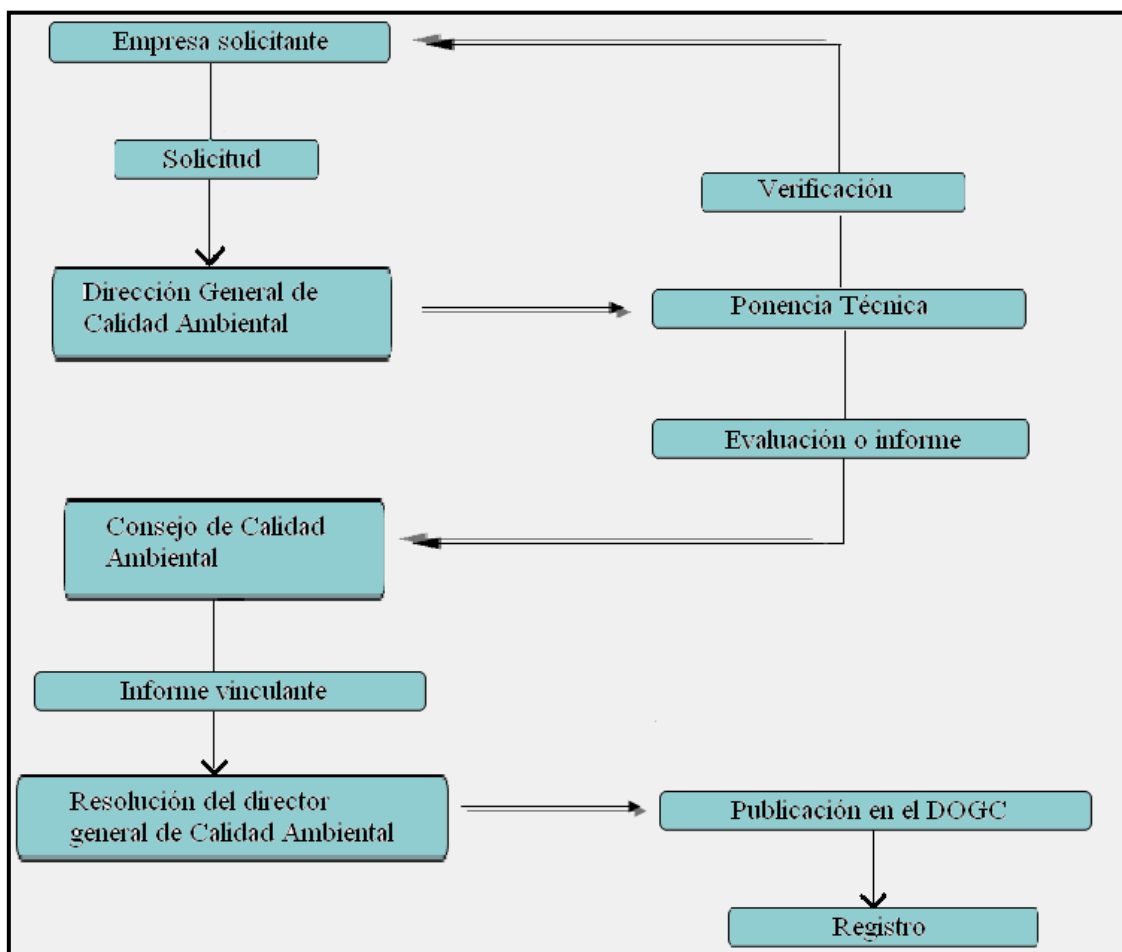 Empresa solicitante
Solicitud
Verificación
Dirección General de
Calidad Ambiental
Ponencia Técnica
Evaluación o informe
Consejo de Calidad
Ambiental
Informe vinculante
Resolución del director
general de Calidad Ambiental
Publicación en el DOGC
Registro